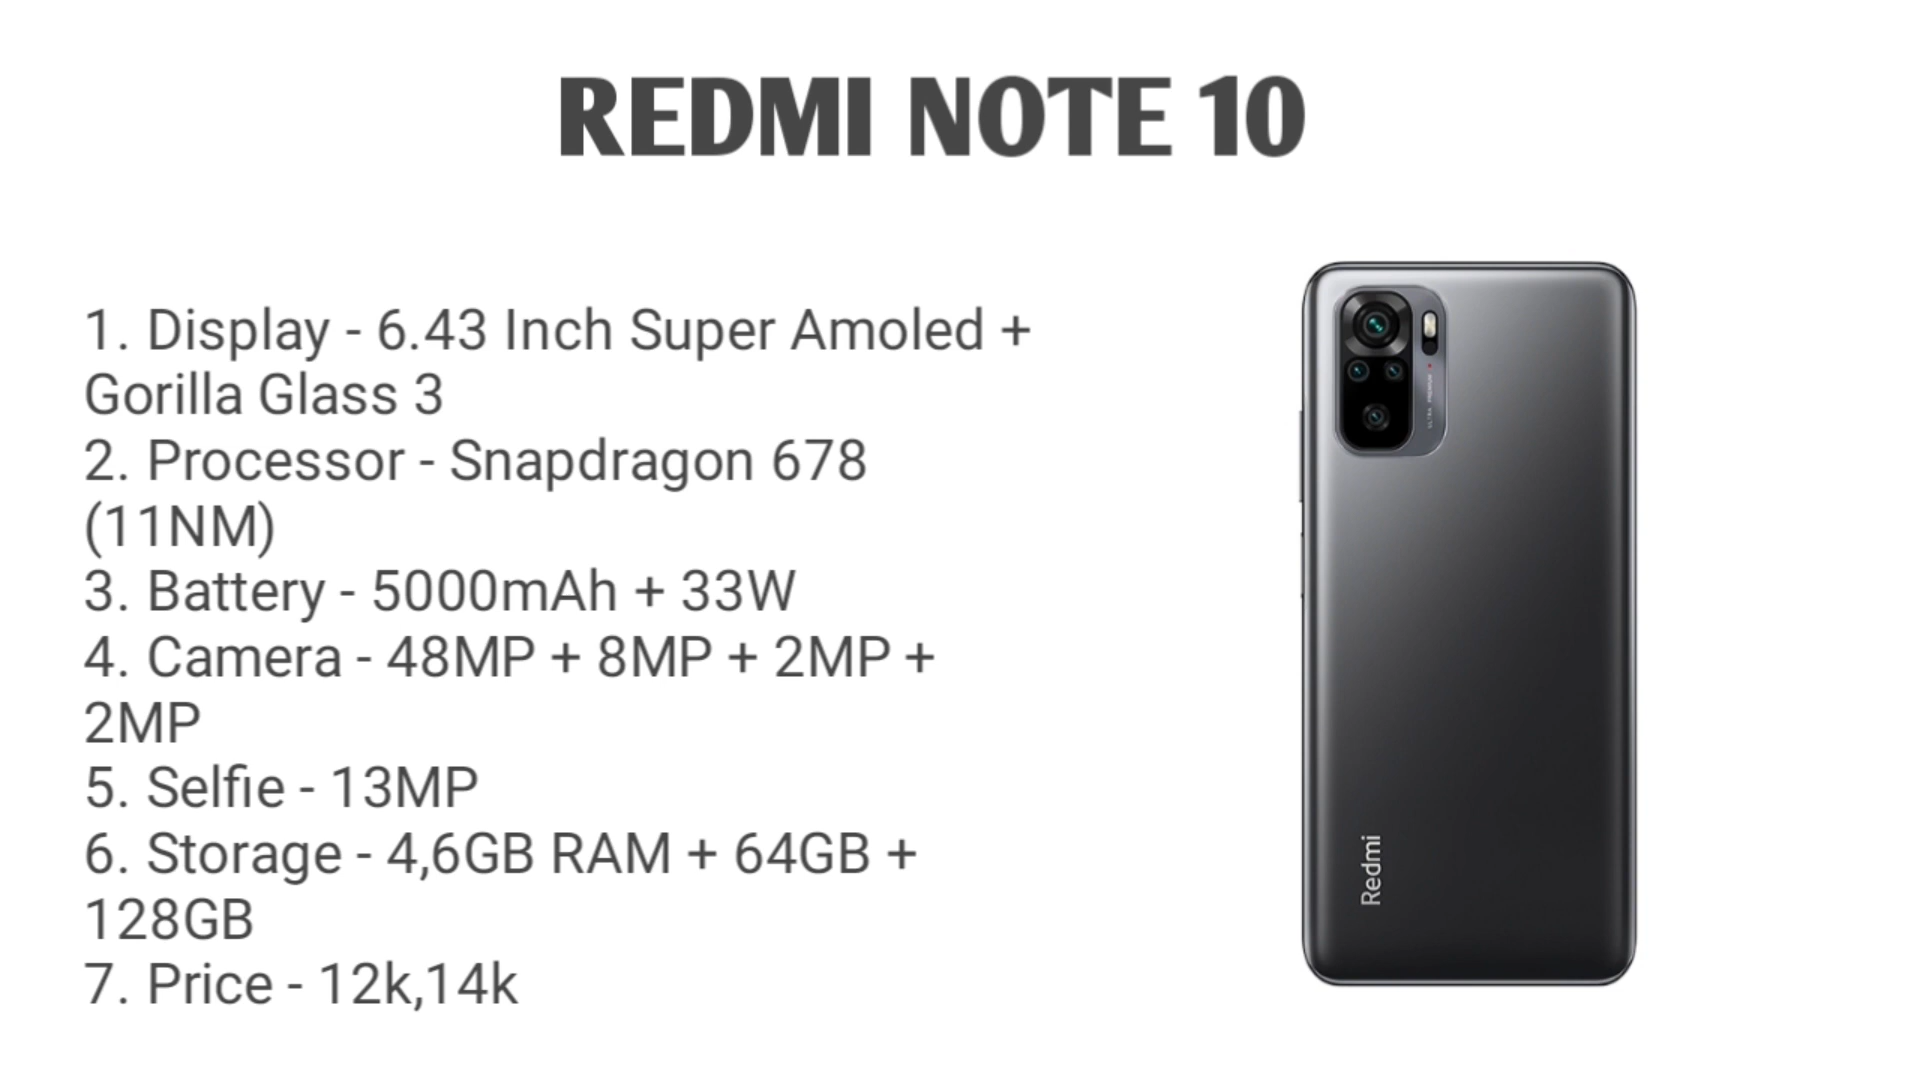 REDMI NOTE 10
1. Display - 6.43 Inch Super Amoled +
Gorilla Glass 3
2. Processor - Snapdragon 678
(11NM)
3. Battery - 5000mAh + 33W
4. Camera - 48MP + 8MP + 2MP +
2MP
5. Selfie - 13MP
6. Storage - 4,6GB RAM + 64GB +
128GB
7. Price - 12k,14k
ULTRA PREMIUM
Redmi